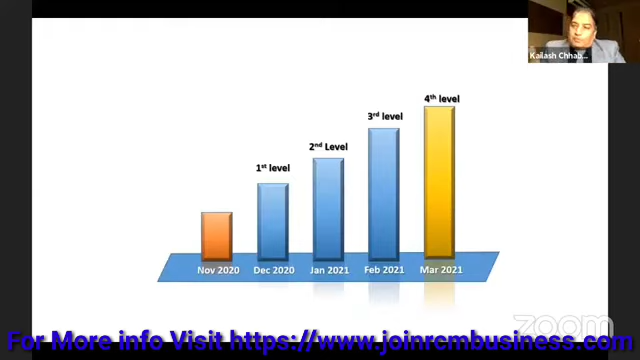 Kailash Chhab...
4th level
3rd level
2nd Level
1st level
Nov 2020 Dec 2020 Jan 2021 Feb 2021 Mar 2021
zoom
For More info Visit https://www.joinrcmbusiness.com